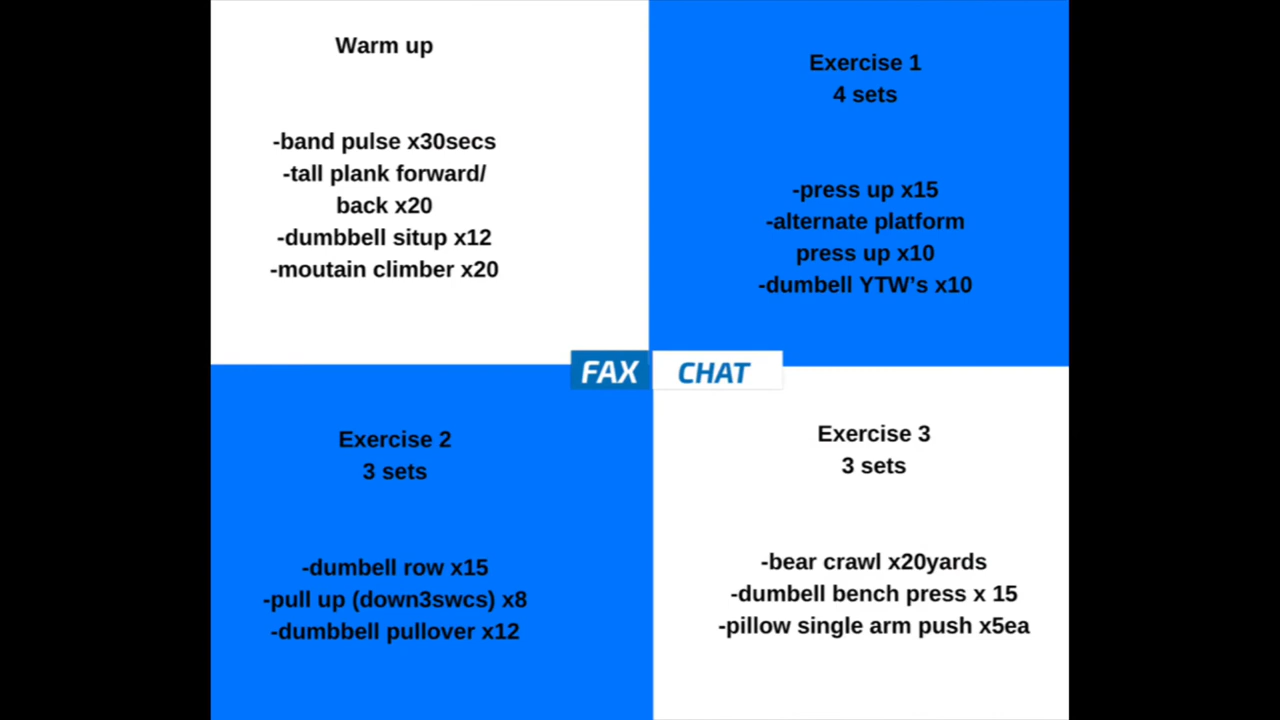 Warm up
-band pulse x30secs
-tall plank forward/
back x20
-dumbbell situp x12
-moutain climber x20
Exercise 1
4 sets
-press up x15
-alternate platform
press up x10
-dumbell YTW's x10
FAX CHAT
Exercise 2
3 sets
-dumbell row x15
-pull up (down3swcs) x8
-dumbbell pullover x12
Exercise 3
3 sets
-bear crawl x20yards
-dumbell bench press x 15
-pillow single arm push x5ea